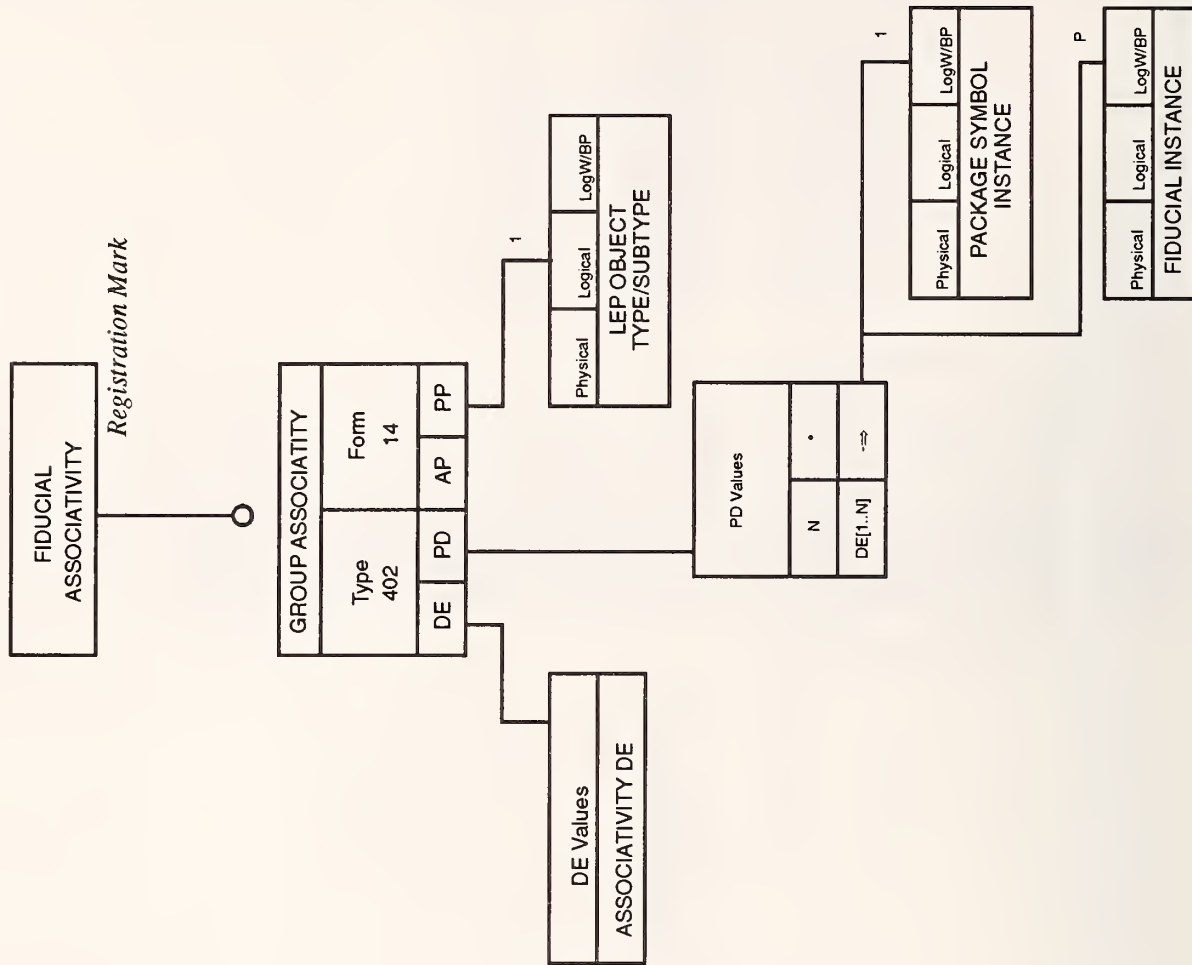 FIDUCIAL
ASSOCIATIVITY
Registration Mark
GROUP ASSOCIATITY
Type
402
Form
14
DE
PD
AP
PP
DE Values
ASSOCIATIVITY DE
Physical
Logical
LogW/BP
LEP OBJECT
TYPE/SUBTYPE
1
PD Values
N
*
DE[1..N]
-=>
1
Physical
Logical
LogW/BP
PACKAGE SYMBOL
INSTANCE
P
Physical
Logical
LogW/BP
FIDUCIAL INSTANCE